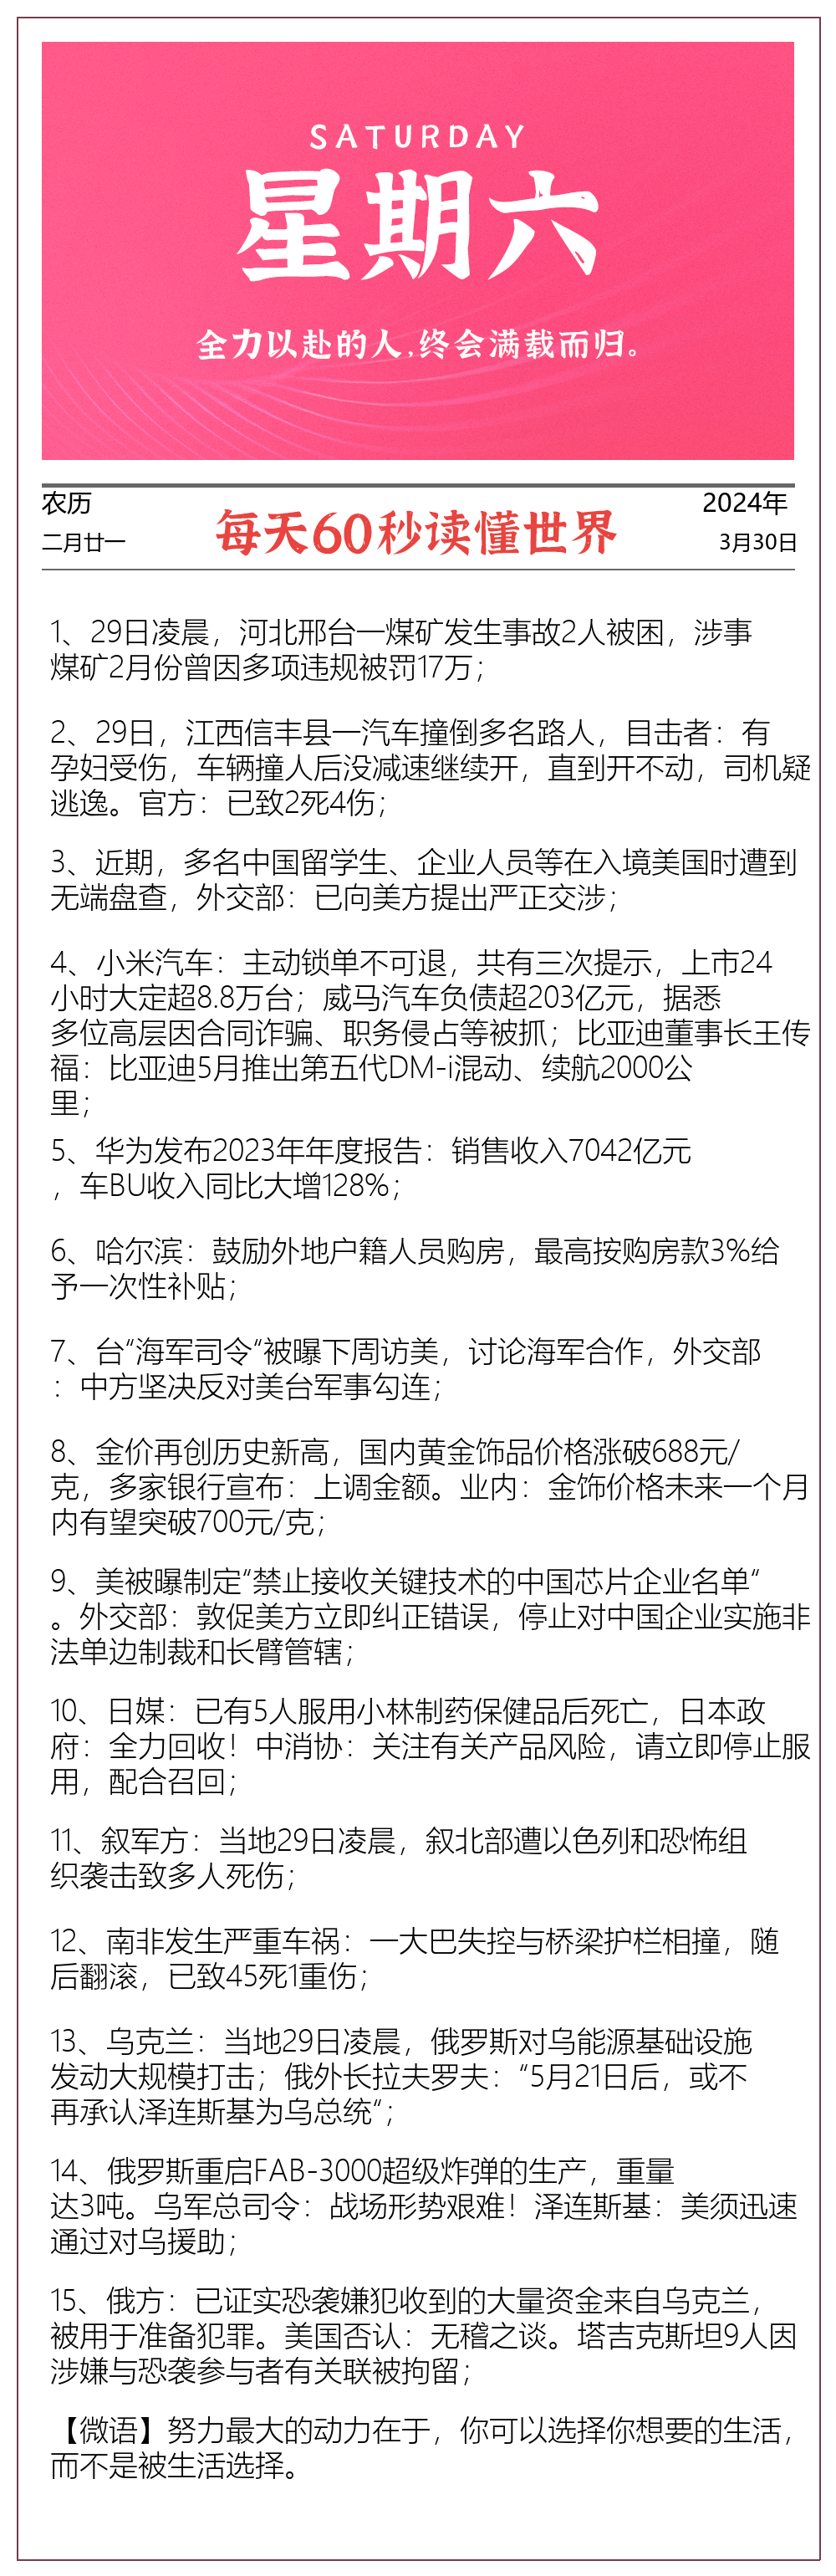 SATURDAY
星期六
全力以赴的人,终会满载而归。
农历
二月廿一
每天60秒读懂世界
2024年
3月30日
1、29日凌晨，河北邢台一煤矿发生事故2人被困，涉事
煤矿2月份曾因多项违规被罚17万；
2、29日，江西信丰县一汽车撞倒多名路人，目击者：有
孕妇受伤，车辆撞人后没减速继续开，直到开不动，司机疑
逃逸。官方：已致2死4伤；
3、近期，多名中国留学生、企业人员等在入境美国时遭到
无端盘查，外交部：已向美方提出严正交涉；
4、小米汽车：主动锁单不可退，共有三次提示，上市24
小时大定超8.8万台；威马汽车负债超203亿元，据悉
多位高层因合同诈骗、职务侵占等被抓；比亚迪董事长王传
福：比亚迪5月推出第五代DM-i混动、续航2000公
里；
5、华为发布2023年年度报告：销售收入7042亿元
，车BU收入同比大增128%；
6、哈尔滨：鼓励外地户籍人员购房，最高按购房款3%给
予一次性补贴；
7、台“海军司令“被曝下周访美，讨论海军合作，外交部
：中方坚决反对美台军事勾连；
8、金价再创历史新高，国内黄金饰品价格涨破688元/
克，多家银行宣布：上调金额。业内：金饰价格未来一个月
内有望突破700元/克；
9、美被曝制定“禁止接收关键技术的中国芯片企业名单“
。外交部：敦促美方立即纠正错误，停止对中国企业实施非
法单边制裁和长臂管辖；
10、日媒：已有5人服用小林制药保健品后死亡，日本政
府：全力回收！中消协：关注有关产品风险，请立即停止服
用，配合召回；
11、叙军方：当地29日凌晨，叙北部遭以色列和恐怖组
织袭击致多人死伤；
12、南非发生严重车祸：一大巴失控与桥梁护栏相撞，随
后翻滚，已致45死1重伤；
13、乌克兰：当地29日凌晨，俄罗斯对乌能源基础设施
发动大规模打击；俄外长拉夫罗夫：“5月21日后，或不
再承认泽连斯基为乌总统“；
14、俄罗斯重启FAB-3000超级炸弹的生产，重量
达3吨。乌军总司令：战场形势艰难！泽连斯基：美须迅速
通过对乌援助；
15、俄方：已证实恐袭嫌犯收到的大量资金来自乌克兰，
被用于准备犯罪。美国否认：无稽之谈。塔吉克斯坦9人因
涉嫌与恐袭参与者有关联被拘留；
【微语】努力最大的动力在于，你可以选择你想要的生活，
而不是被生活选择。